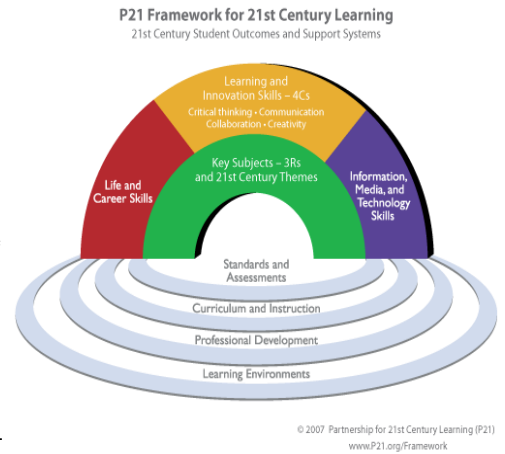 P21 Framework for 21st Century Learning
21st Century Student Outcomes and Support Systems
Learning and
Innovation Skills – 4Cs
Critical thinking • Communication
Collaboration • Creativity
Key Subjects – 3Rs
and 21st Century Themes
Life and
Career Skills
Information,
Media, and
Technology
Skills
Standards and
Assessments
Curriculum and Instruction
Professional Development
Learning Environments
© 2007 Partnership for 21st Century Learning (P21)
www.P21.org/Framework